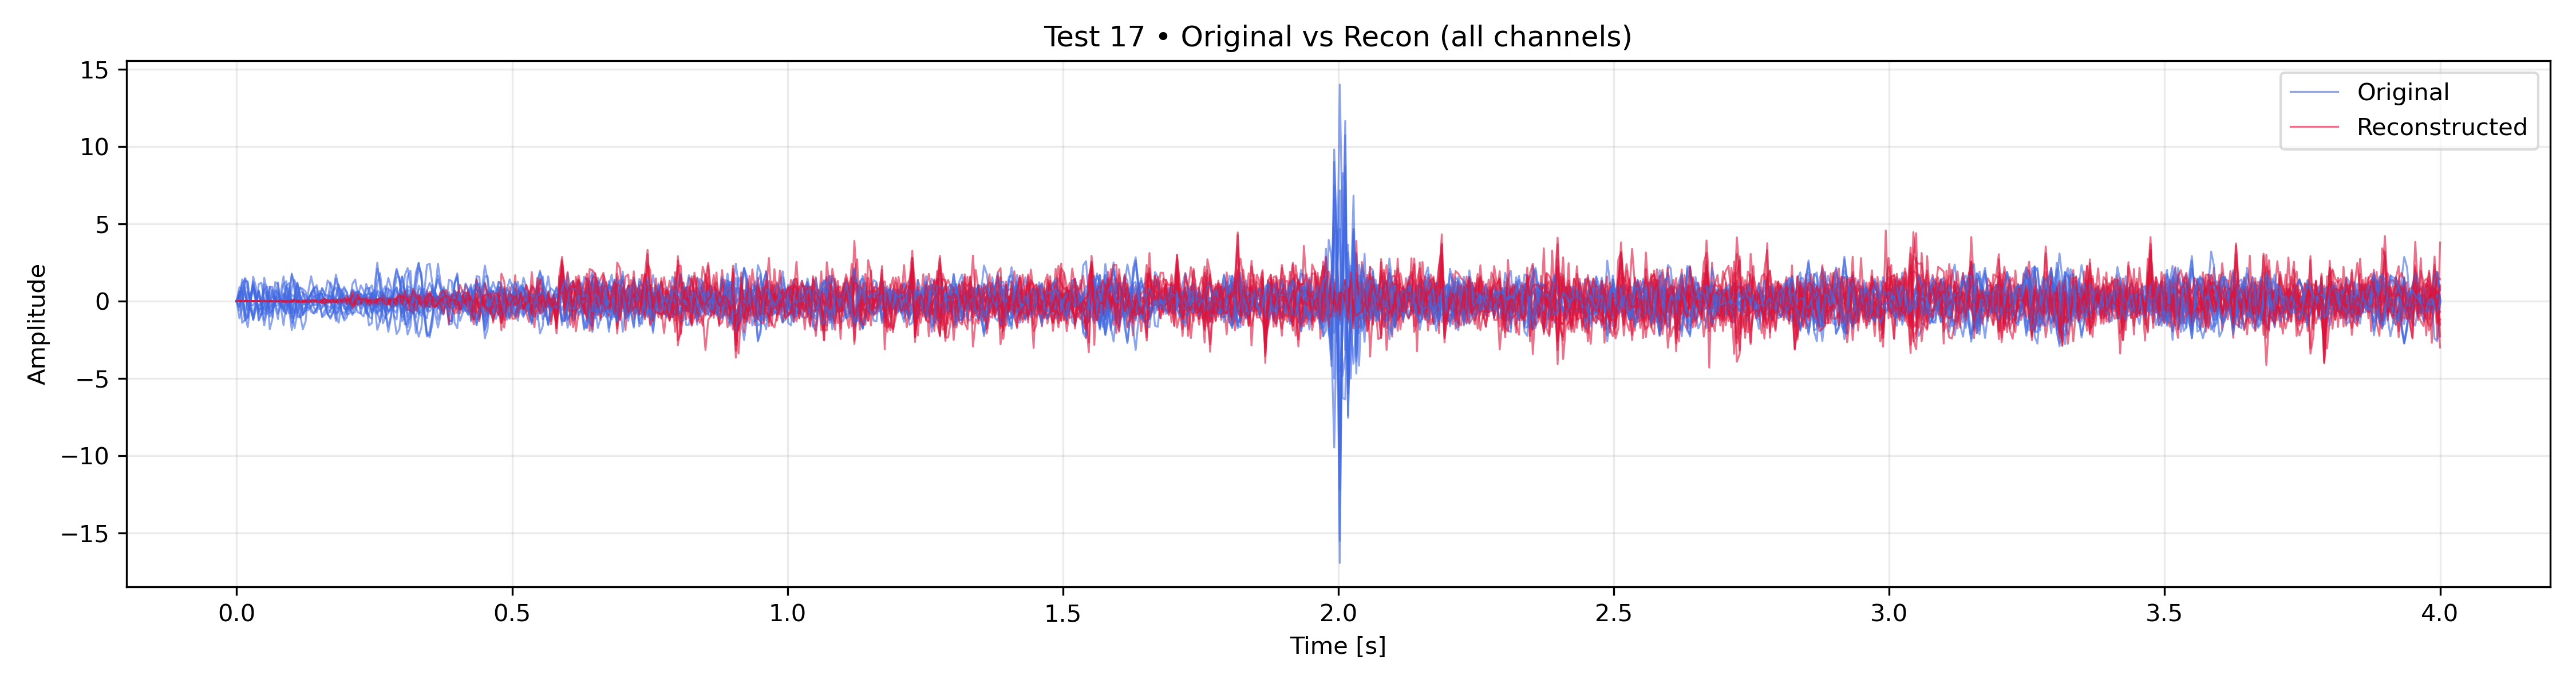 Test 17 • Original vs Recon (all channels)
Original
Reconstructed
Amplitude
15
10
5
0
−5
−10
−15
0.0 0.5 1.0 1.5 2.0 2.5 3.0 3.5 4.0
Time [s]